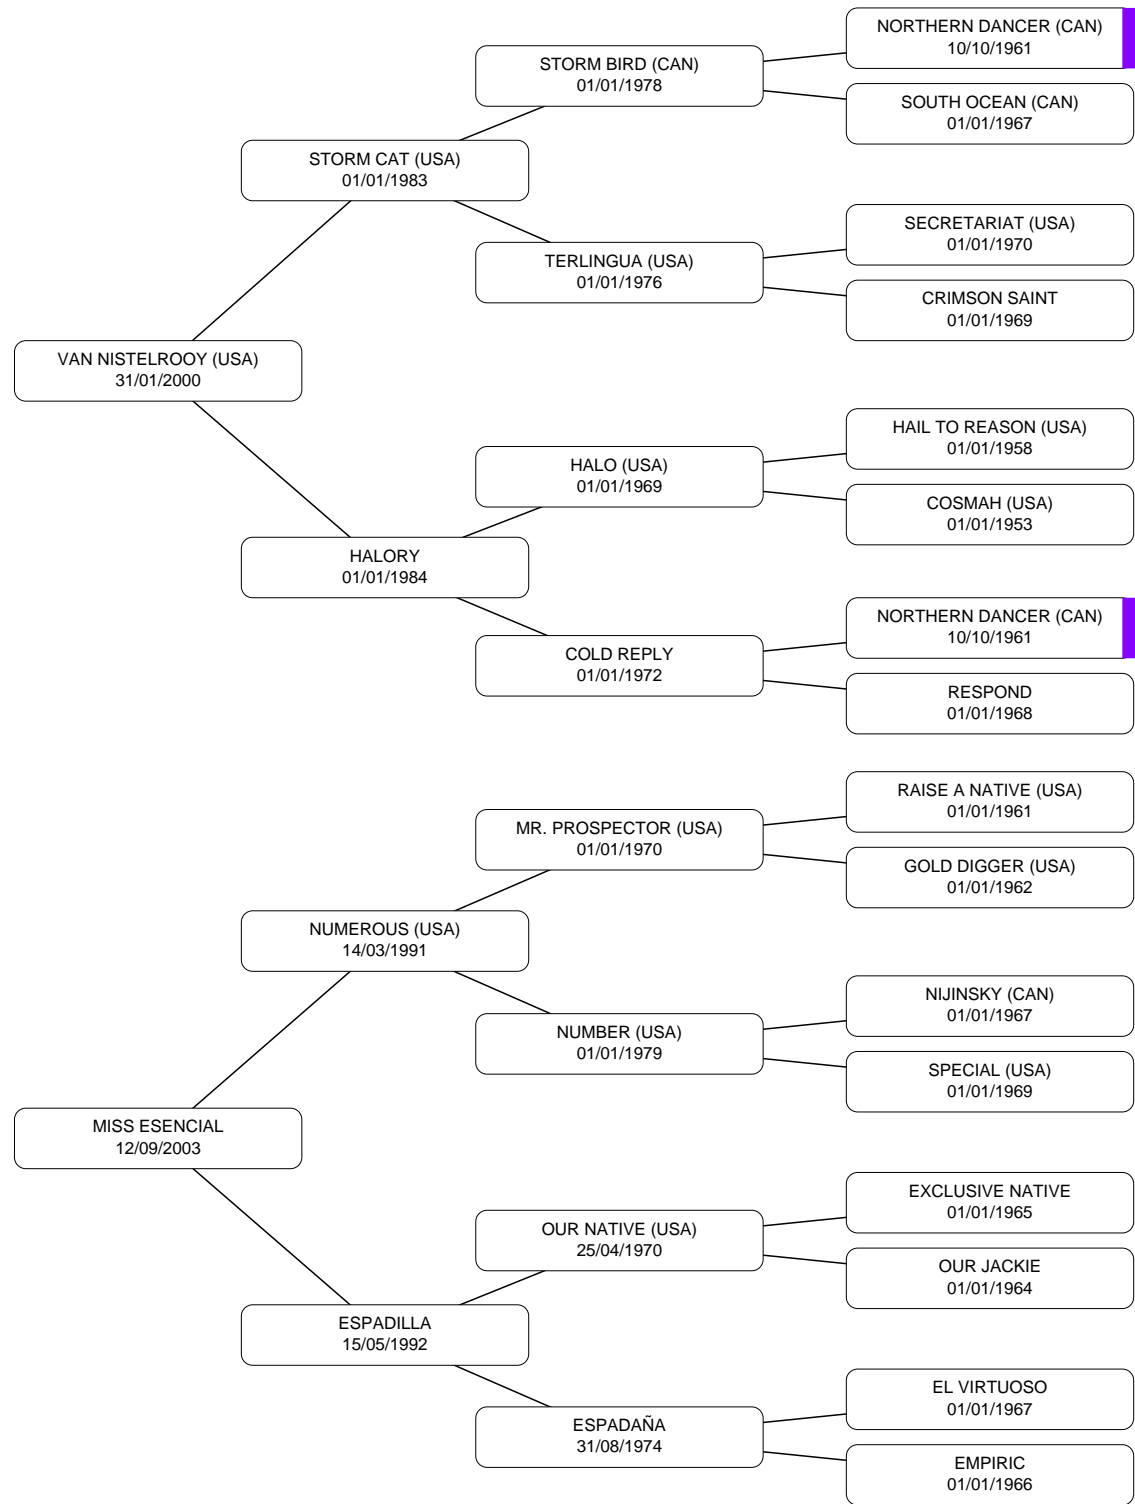 NORTHERN DANCER (CAN)
10/10/1961
STORM BIRD (CAN)
01/01/1978
SOUTH OCEAN (CAN)
01/01/1967
STORM CAT (USA)
01/01/1983
SECRETARIAT (USA)
01/01/1970
TERLINGUA (USA)
01/01/1976
CRIMSON SAINT
01/01/1969
VAN NISTELROOY (USA)
31/01/2000
HAIL TO REASON (USA)
01/01/1958
HALO (USA)
01/01/1969
COSMAH (USA)
01/01/1953
HALORY
01/01/1984
NORTHERN DANCER (CAN)
10/10/1961
COLD REPLY
01/01/1972
RESPOND
01/01/1968
RAISE A NATIVE (USA)
01/01/1961
MR. PROSPECTOR (USA)
01/01/1970
GOLD DIGGER (USA)
01/01/1962
NUMEROUS (USA)
14/03/1991
NIJINSKY (CAN)
01/01/1967
NUMBER (USA)
01/01/1979
SPECIAL (USA)
01/01/1969
MISS ESENCIAL
12/09/2003
EXCLUSIVE NATIVE
01/01/1965
OUR NATIVE (USA)
25/04/1970
OUR JACKIE
01/01/1964
ESPADILLA
15/05/1992
EL VIRTUOSO
01/01/1967
ESPADAÑA
31/08/1974
EMPIRIC
01/01/1966